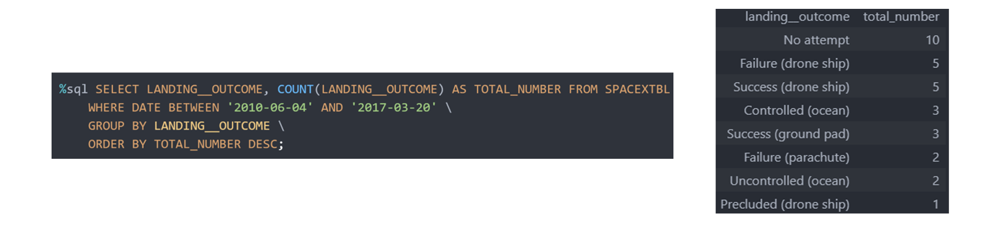 %sql SELECT LANDING__OUTCOME, COUNT(LANDING__OUTCOME) AS TOTAL_NUMBER FROM SPACEXTBL
WHERE DATE BETWEEN '2010-06-04' AND '2017-03-20' \
GROUP BY LANDING__OUTCOME \
ORDER BY TOTAL_NUMBER DESC;
landing__outcome total_number
No attempt 10
Failure (drone ship) 5
Success (drone ship) 5
Controlled (ocean) 3
Success (ground pad) 3
Failure (parachute) 2
Uncontrolled (ocean) 2
Precluded (drone ship) 1